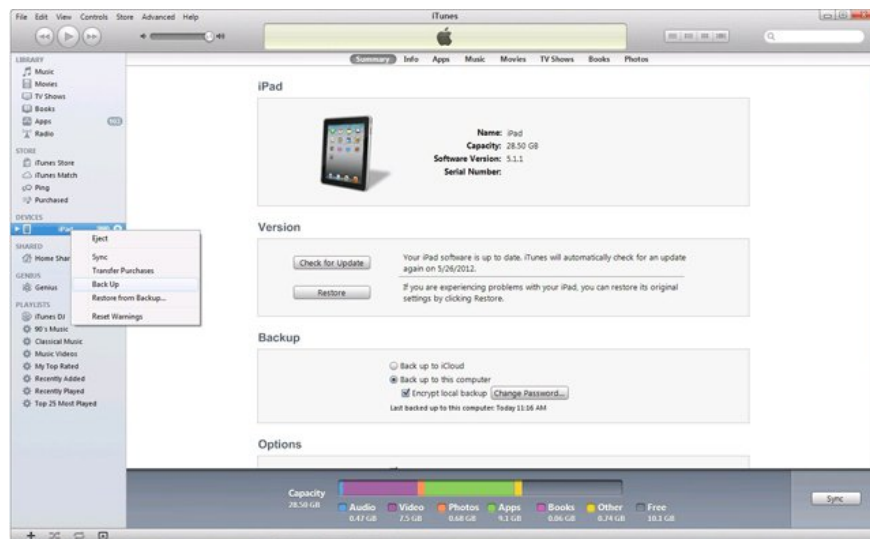 File Edit View Controls Store Advanced Help
iTunes
Summary Info Apps Music Movies TV Shows Books Photos
LIBRARY
Music
Movies
TV Shows
Books
Apps
Radio
STORE
iTunes Store
iTunes Match
Ping
Purchased
DEVICES
iPad
SHARED
Home Shar
GENIUS
Genius
PLAYLISTS
iTunes DJ
90's Music
Classical Music
Music Videos
My Top Rated
Recently Added
Recently Played
Top 25 Most Played
Eject
Sync
Transfer Purchases
Back Up
Restore from Backup...
Reset Warnings
iPad
Name: iPad
Capacity: 28.50 GB
Software Version: 5.1.1
Serial Number:
Version
Check for Update
Your iPad software is up to date. iTunes will automatically check for an update
again on 5/26/2012.
Restore
If you are experiencing problems with your iPad, you can restore its original
settings by clicking Restore.
Backup
Back up to iCloud
Back up to this computer
Encrypt local backup Change Password...
Last backed up to this computer: Today 11:16 AM
Options
Capacity
28.50 GB
Audio Video Photos Apps Books Other Free
0.47 GB 7.5 GB 0.68 GB 9.1 GB 0.06 GB 0.74 GB 10.1 GB
Sync